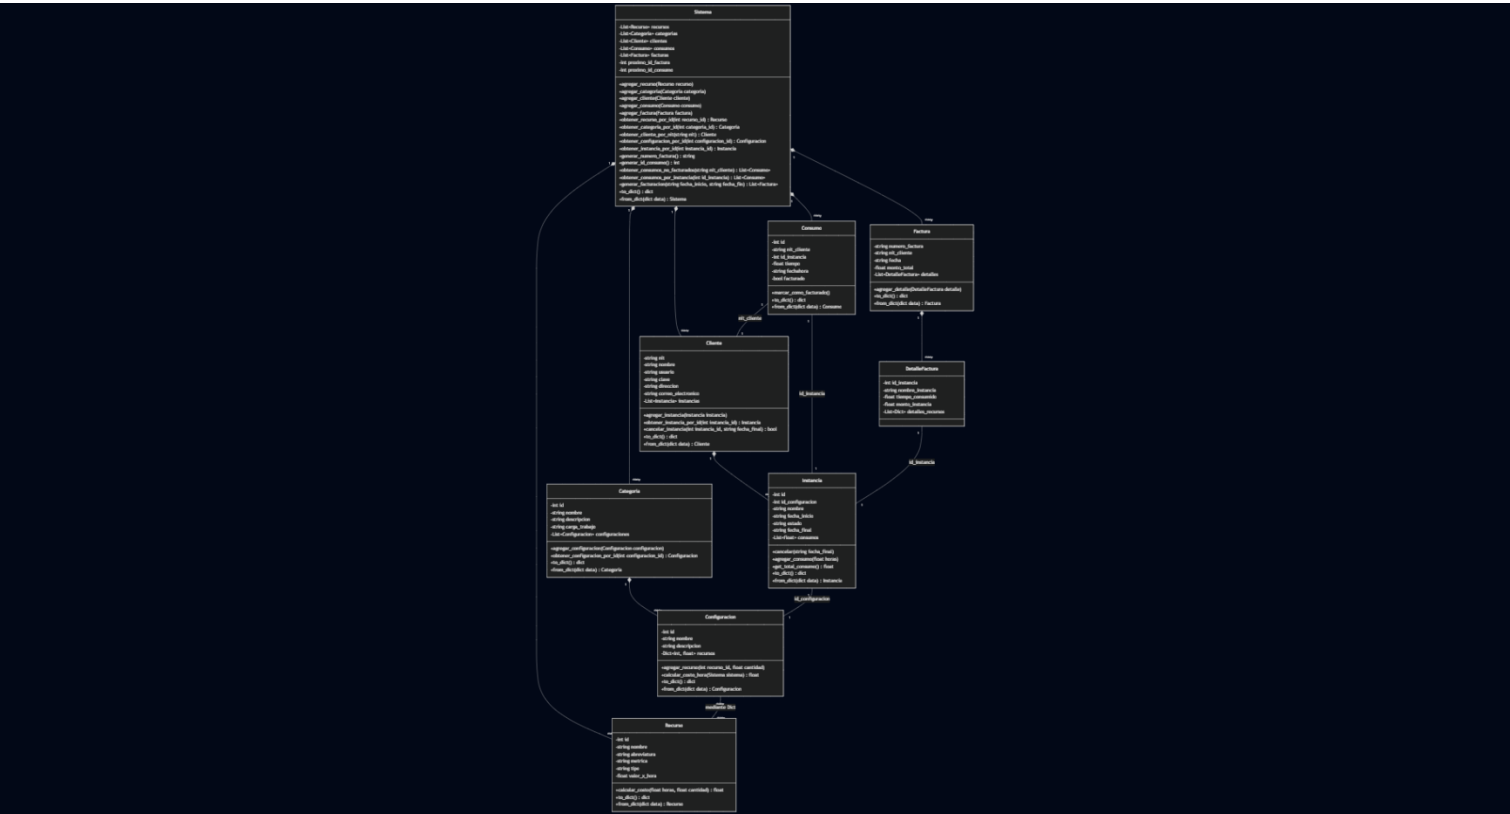 Sistema
-List<Recurso> recursos
-List<Categoria> categorias
-List<Cliente> clientes
-List<Consumo> consumos
-List<Factura> facturas
-int proximo_id_factura
-int proximo_id_consumo
+agregar_recurso(Recurso recurso)
+agregar_categoria(Categoria categoria)
+agregar_cliente(Cliente cliente)
+agregar_consumo(Consumo consumo)
+agregar_factura(Factura factura)
+obtener_recurso_por_id(int recurso_id) : Recurso
+obtener_categoria_por_id(int categoria_id) : Categoria
+obtener_cliente_por_nit(string nit) : Cliente
+obtener_configuracion_por_id(int configuracion_id) : Configuracion
+obtener_instancia_por_id(int instancia_id) : Instancia
+generar_numero_factura() : string
+generar_id_consumo() : int
+obtener_consumos_no_facturados(string nit_cliente) : List<Consumo>
+obtener_consumos_por_instancia(int id_instancia) : List<Consumo>
+generar_facturacion(string fecha_inicio, string fecha_fin) : List<Factura>
+to_dict() : dict
+from_dict(dict data) : Sistema
Consumo
-int id
-string nit_cliente
-int id_instancia
-float tiempo
-string fechahora
-bool facturado
+marcar_como_facturado()
+to_dict() : dict
+from_dict(dict data) : Consumo
Factura
-string numero_factura
-string nit_cliente
-string fecha
-float monto_total
-List<DetalleFactura> detalles
+agregar_detalle(DetalleFactura detalle)
+to_dict() : dict
+from_dict(dict data) : Factura
nit_cliente
Cliente
-string nit
-string nombre
-string usuario
-string clave
-string direccion
-string correo_electronico
-List<Instancia> instancias
+agregar_instancia(Instancia instancia)
+obtener_instancia_por_id(int instancia_id) : Instancia
+cancelar_instancia(int instancia_id, string fecha_final) : bool
+to_dict() : dict
+from_dict(dict data) : Cliente
id_instancia
DetalleFactura
-int id_instancia
-string nombre_instancia
-float tiempo_consumido
-float monto_instancia
-List<Dict> detalles_recursos
id_instancia
Categoria
-int id
-string nombre
-string descripcion
-string carga_trabajo
-List<Configuracion> configuraciones
+agregar_configuracion(Configuracion configuracion)
+obtener_configuracion_por_id(int configuracion_id) : Configuracion
+to_dict() : dict
+from_dict(dict data) : Categoria
Instancia
-int id
-int id_configuracion
-string nombre
-string fecha_inicio
-string estado
-string fecha_final
-List<float> consumos
+cancelar(string fecha_final)
+agregar_consumo(float horas)
+get_total_consumo() : float
+to_dict() : dict
+from_dict(dict data) : Instancia
id_configuracion
Configuracion
-int id
-string nombre
-string descripcion
-Dict<int, float> recursos
+agregar_recurso(int recurso_id, float cantidad)
+calcular_costo_hora(Sistema sistema) : float
+to_dict() : dict
+from_dict(dict data) : Configuracion
mediante Dict
Recurso
-int id
-string nombre
-string abreviatura
-string metrica
-string tipo
-float valor_x_hora
+calcular_costo(float horas, float cantidad) : float
+to_dict() : dict
+from_dict(dict data) : Recurso